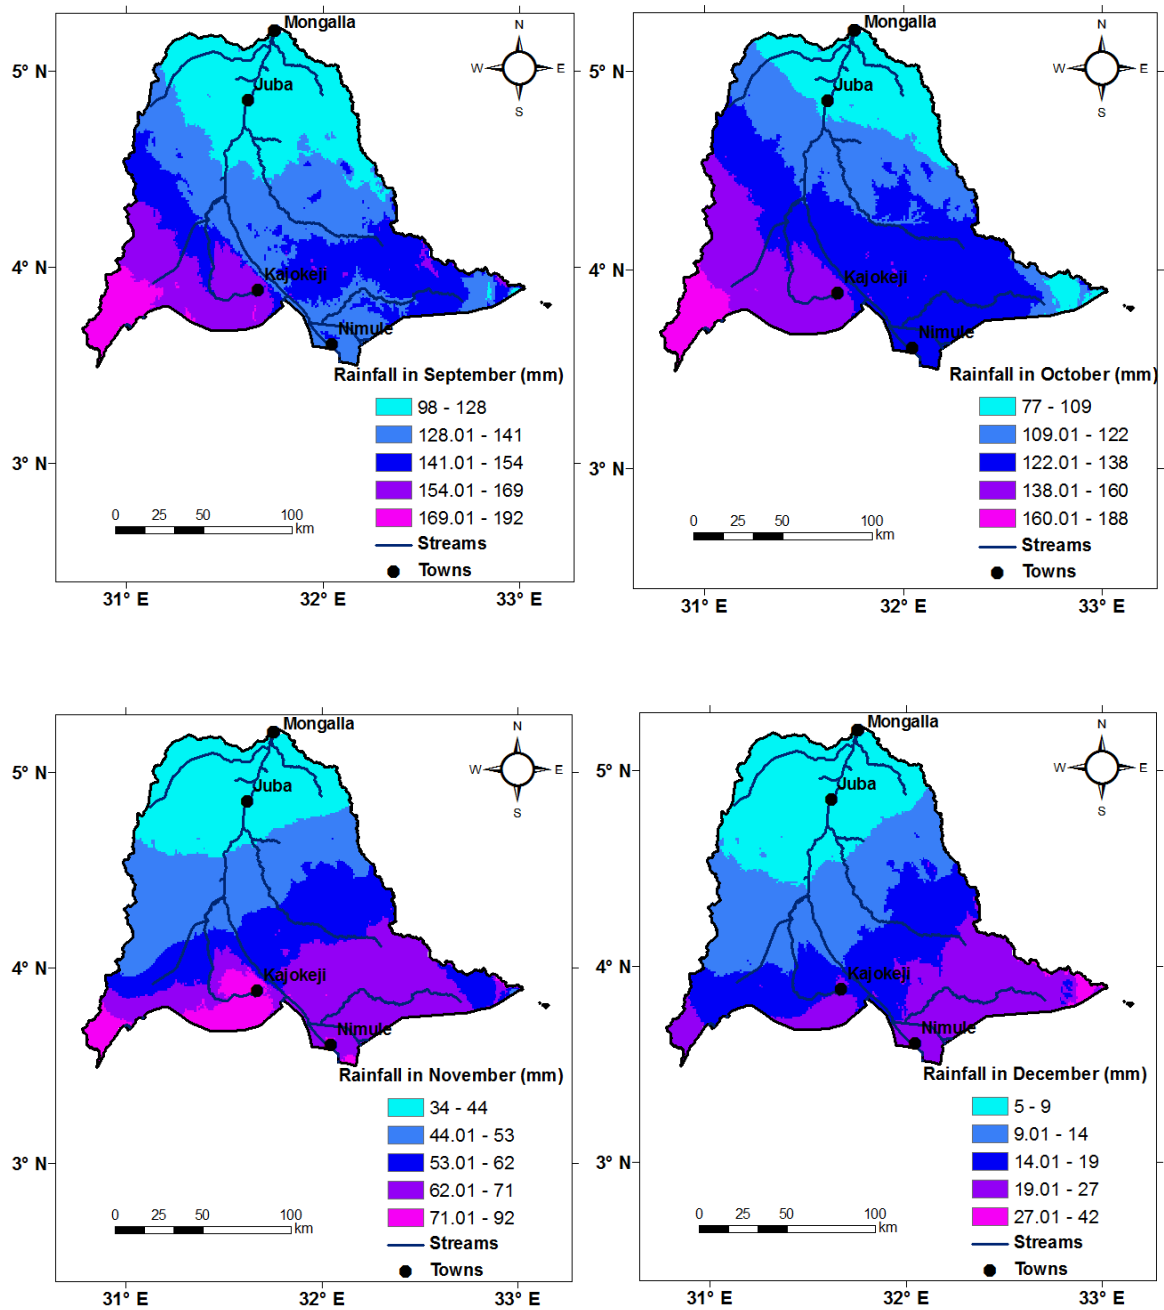 Mongalla
N
W E
S
5° N
Juba
4° N
Kajokeji
Nimule
Rainfall in September (mm)
98 - 128
128.01 - 141
141.01 - 154
154.01 - 169
169.01 - 192
Streams
Towns
3° N
0 25 50 100
km
31° E 32° E 33° E
Mongalla
N
W E
S
5° N
Juba
4° N
Kajokeji
Nimule
Rainfall in October (mm)
77 - 109
109.01 - 122
122.01 - 138
138.01 - 160
160.01 - 188
Streams
Towns
3° N
0 25 50 100
km
31° E 32° E 33° E
Mongalla
N
W E
S
5° N
Juba
4° N
Kajokeji
Nimule
Rainfall in November (mm)
34 - 44
44.01 - 53
53.01 - 62
62.01 - 71
71.01 - 92
Streams
Towns
3° N
0 25 50 100
km
31° E 32° E 33° E
Mongalla
N
W E
S
5° N
Juba
4° N
Kajokeji
Nimule
Rainfall in December (mm)
5 - 9
9.01 - 14
14.01 - 19
19.01 - 27
27.01 - 42
Streams
Towns
3° N
0 25 50 100
km
31° E 32° E 33° E